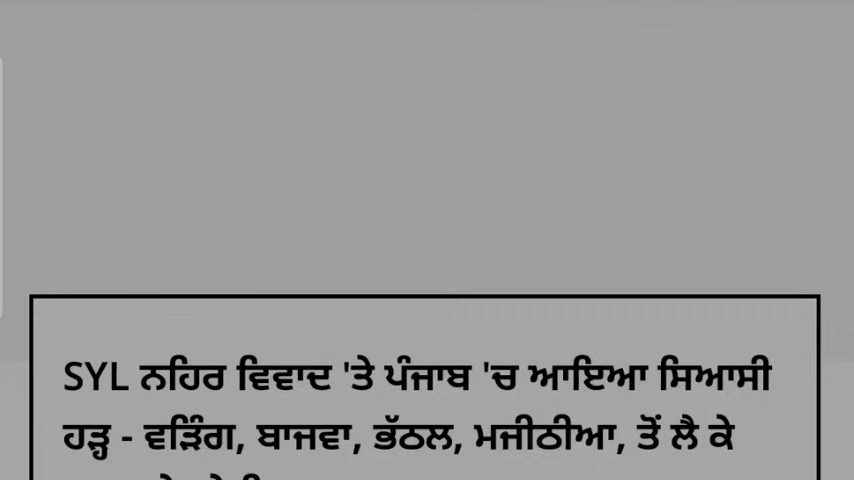 SYL ਨਹਿਰ ਵਿਵਾਦ 'ਤੇ ਪੰਜਾਬ 'ਚ ਆਇਆ ਸਿਆਸੀ
ਹੜ੍ਹ - ਵੜਿੰਗ, ਬਾਜਵਾ, ਭੱਠਲ, ਮਜੀਠੀਆ, ਤੋਂ ਲੈ ਕੇ